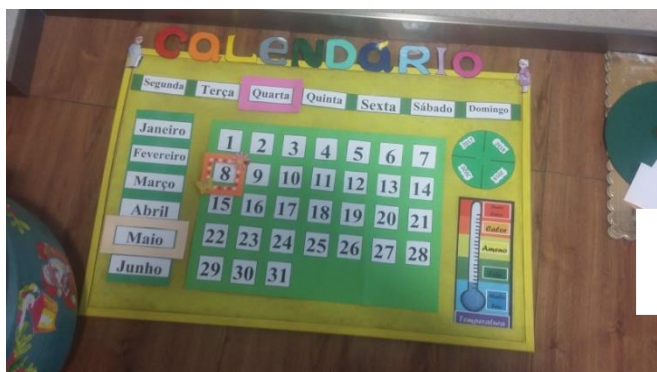 CALENDÁRIO
Segunda Terça Quarta Quinta Sexta Sábado Domingo
Janeiro
Fevereiro
Março
Abril
Maio
Junho
1 2 3 4 5 6 7
8 9 10 11 12 13 14
15 16 17 18 19 20 21
22 23 24 25 26 27 28
29 30 31
Calor
Ameno
Temperatura